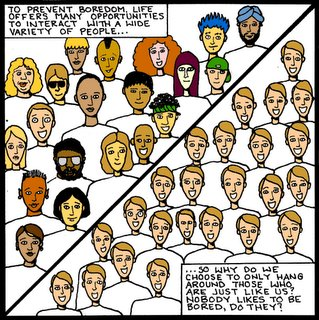 TO PREVENT BOREDOM, LIFE
OFFERS MANY OPPORTUNITIES
TO INTERACT WITH A WIDE
VARIETY OF PEOPLE...
...SO WHY DO WE
CHOOSE TO ONLY HANG
AROUND THOSE WHO
ARE JUST LIKE US?
NOBODY LIKES TO BE
BORED, DO THEY?